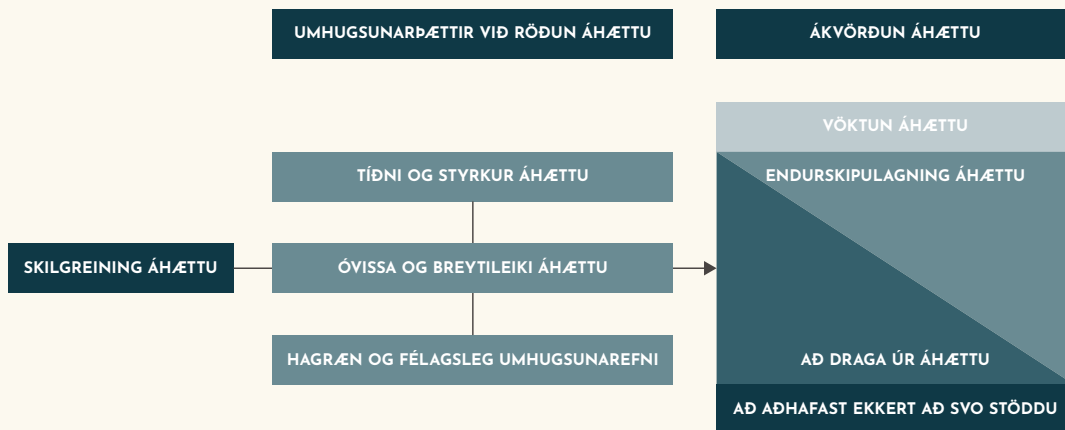 UMHUGSUNARÞÆTTIR VIÐ RÖÐUN ÁHÆTTU
ÁKVÖRÐUN ÁHÆTTU
VÖKTUN ÁHÆTTU
TÍÐNI OG STYRKUR ÁHÆTTU
ENDURSKIPULAGNING ÁHÆTTU
SKILGREINING ÁHÆTTU
ÓVISSA OG BREYTILEIKI ÁHÆTTU
HAGRÆN OG FÉLAGSLEG UMHUGSUNAREFNI
AÐ DRAGA ÚR ÁHÆTTU
AÐ AÐHAFAST EKKERT AÐ SVO STÖDDU